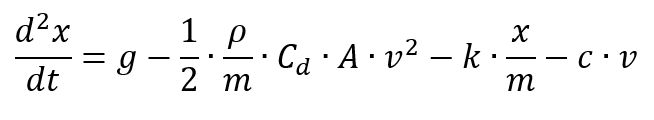 d²x/dt = g − 1/2 · ρ/m · C_d · A · v² − k · x/m − c · v